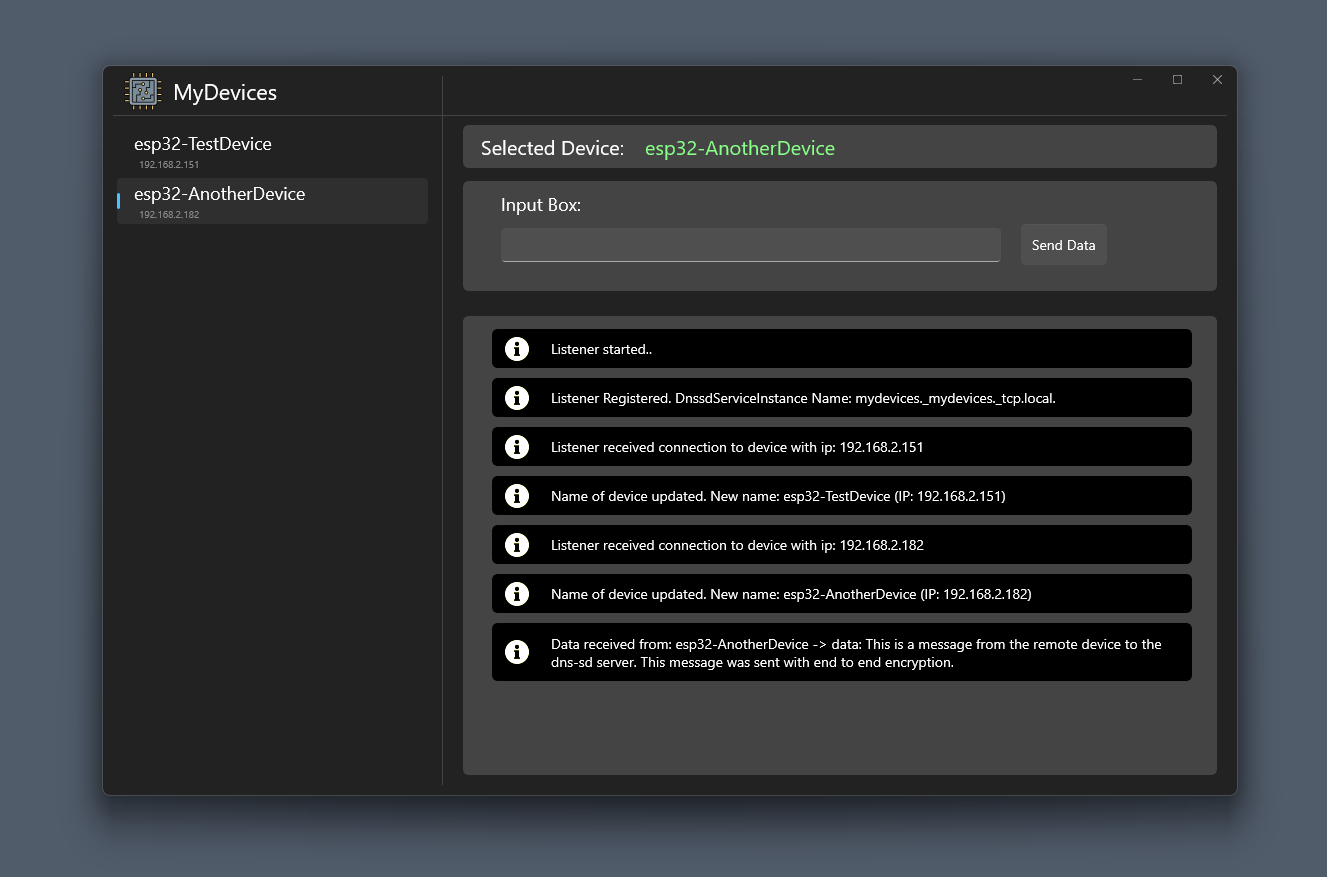 MyDevices
esp32-TestDevice
192.168.2.151
esp32-AnotherDevice
192.168.2.182
Selected Device: esp32-AnotherDevice
Input Box:
Send Data
Listener started..
Listener Registered. DnssdServiceInstance Name: mydevices._mydevices._tcp.local.
Listener received connection to device with ip: 192.168.2.151
Name of device updated. New name: esp32-TestDevice (IP: 192.168.2.151)
Listener received connection to device with ip: 192.168.2.182
Name of device updated. New name: esp32-AnotherDevice (IP: 192.168.2.182)
Data received from: esp32-AnotherDevice -> data: This is a message from the remote device to the
dns-sd server. This message was sent with end to end encryption.